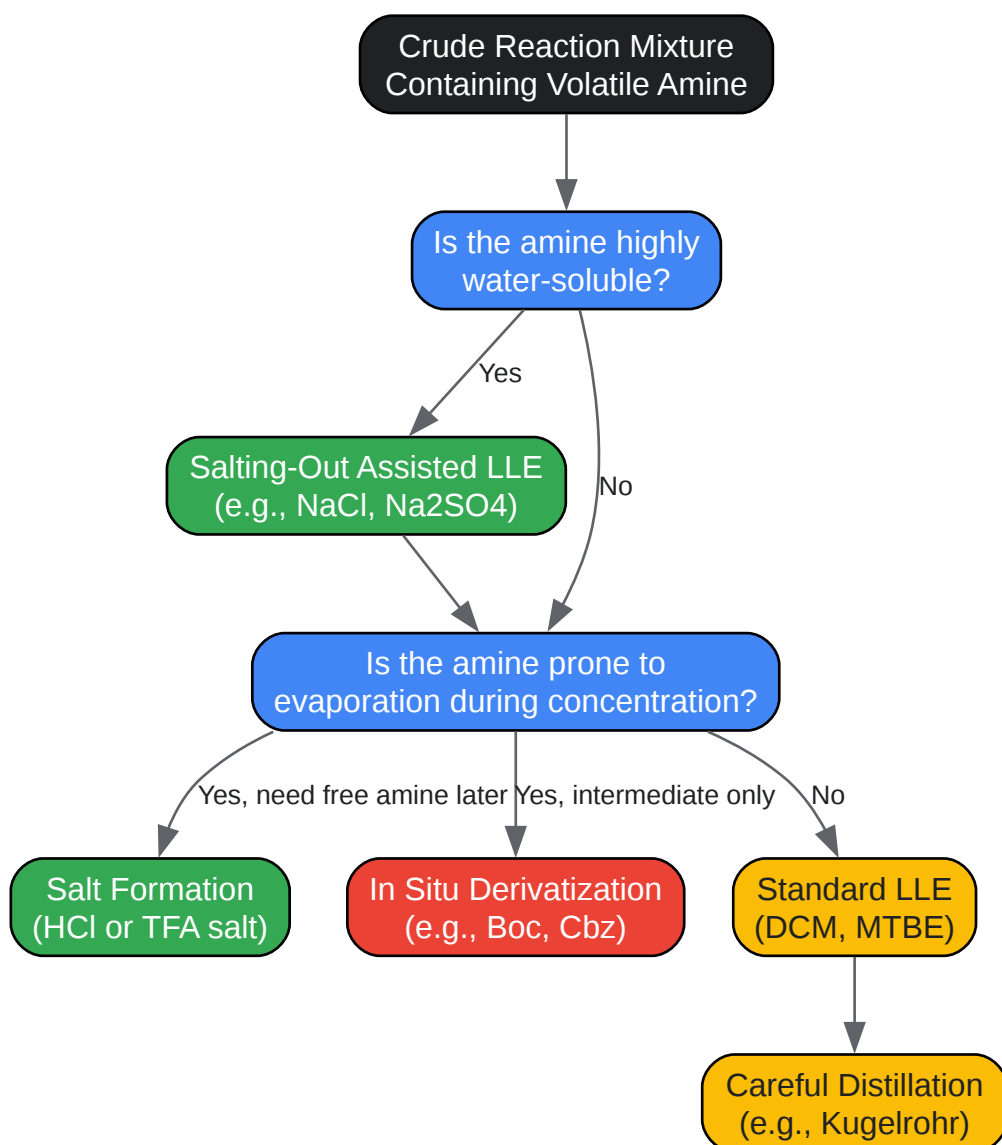 Crude Reaction Mixture
Containing Volatile Amine
Is the amine highly
water-soluble?
Yes
Salting-Out Assisted LLE
(e.g., NaCl, Na2SO4)
No
Is the amine prone to
evaporation during concentration?
Yes, need free amine later
Yes, intermediate only
No
Salt Formation
(HCl or TFA salt)
In Situ Derivatization
(e.g., Boc, Cbz)
Standard LLE
(DCM, MTBE)
Careful Distillation
(e.g., Kugelrohr)